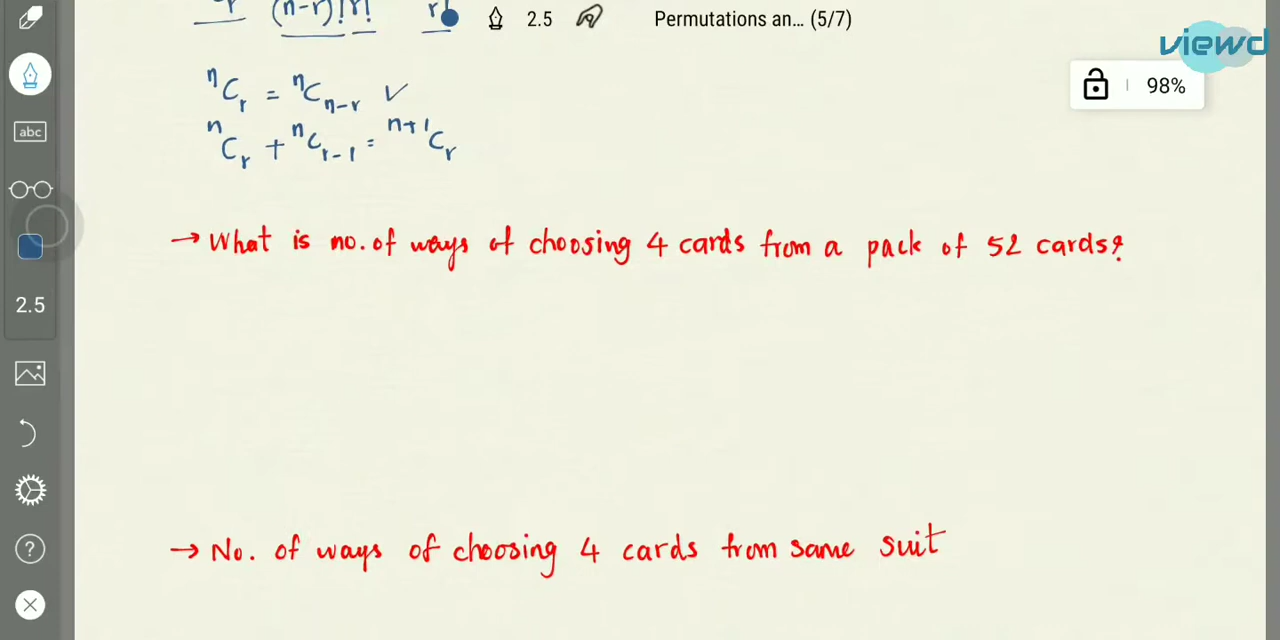 (n-r)!r!
2.5
Permutations an... (5/7)
viewd
98%
ⁿCᵣ = ⁿCₙ₋ᵣ ✓
ⁿCᵣ + ⁿCᵣ₋₁ = ⁿ⁺¹Cᵣ
abc
2.5
→ What is no. of ways of choosing 4 cards from a pack of 52 cards?
→ No. of ways of choosing 4 cards from same suit
?